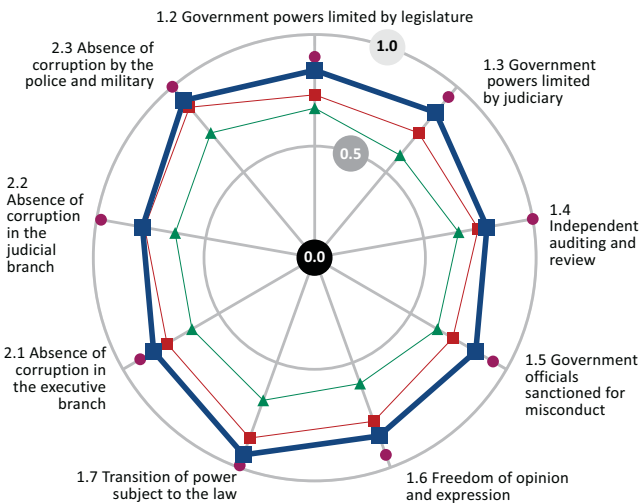 1.2 Government powers limited by legislature
1.0
2.3 Absence of
corruption by the
police and military
1.3 Government
powers limited
by judiciary
0.5
2.2
Absence of
corruption
in the
judicial
branch
1.4
Independent
auditing and
review
0.0
2.1 Absence of
corruption in
the executive
branch
1.5 Government
officials
sanctioned for
misconduct
1.7 Transition of power
subject to the law
1.6 Freedom of opinion
and expression